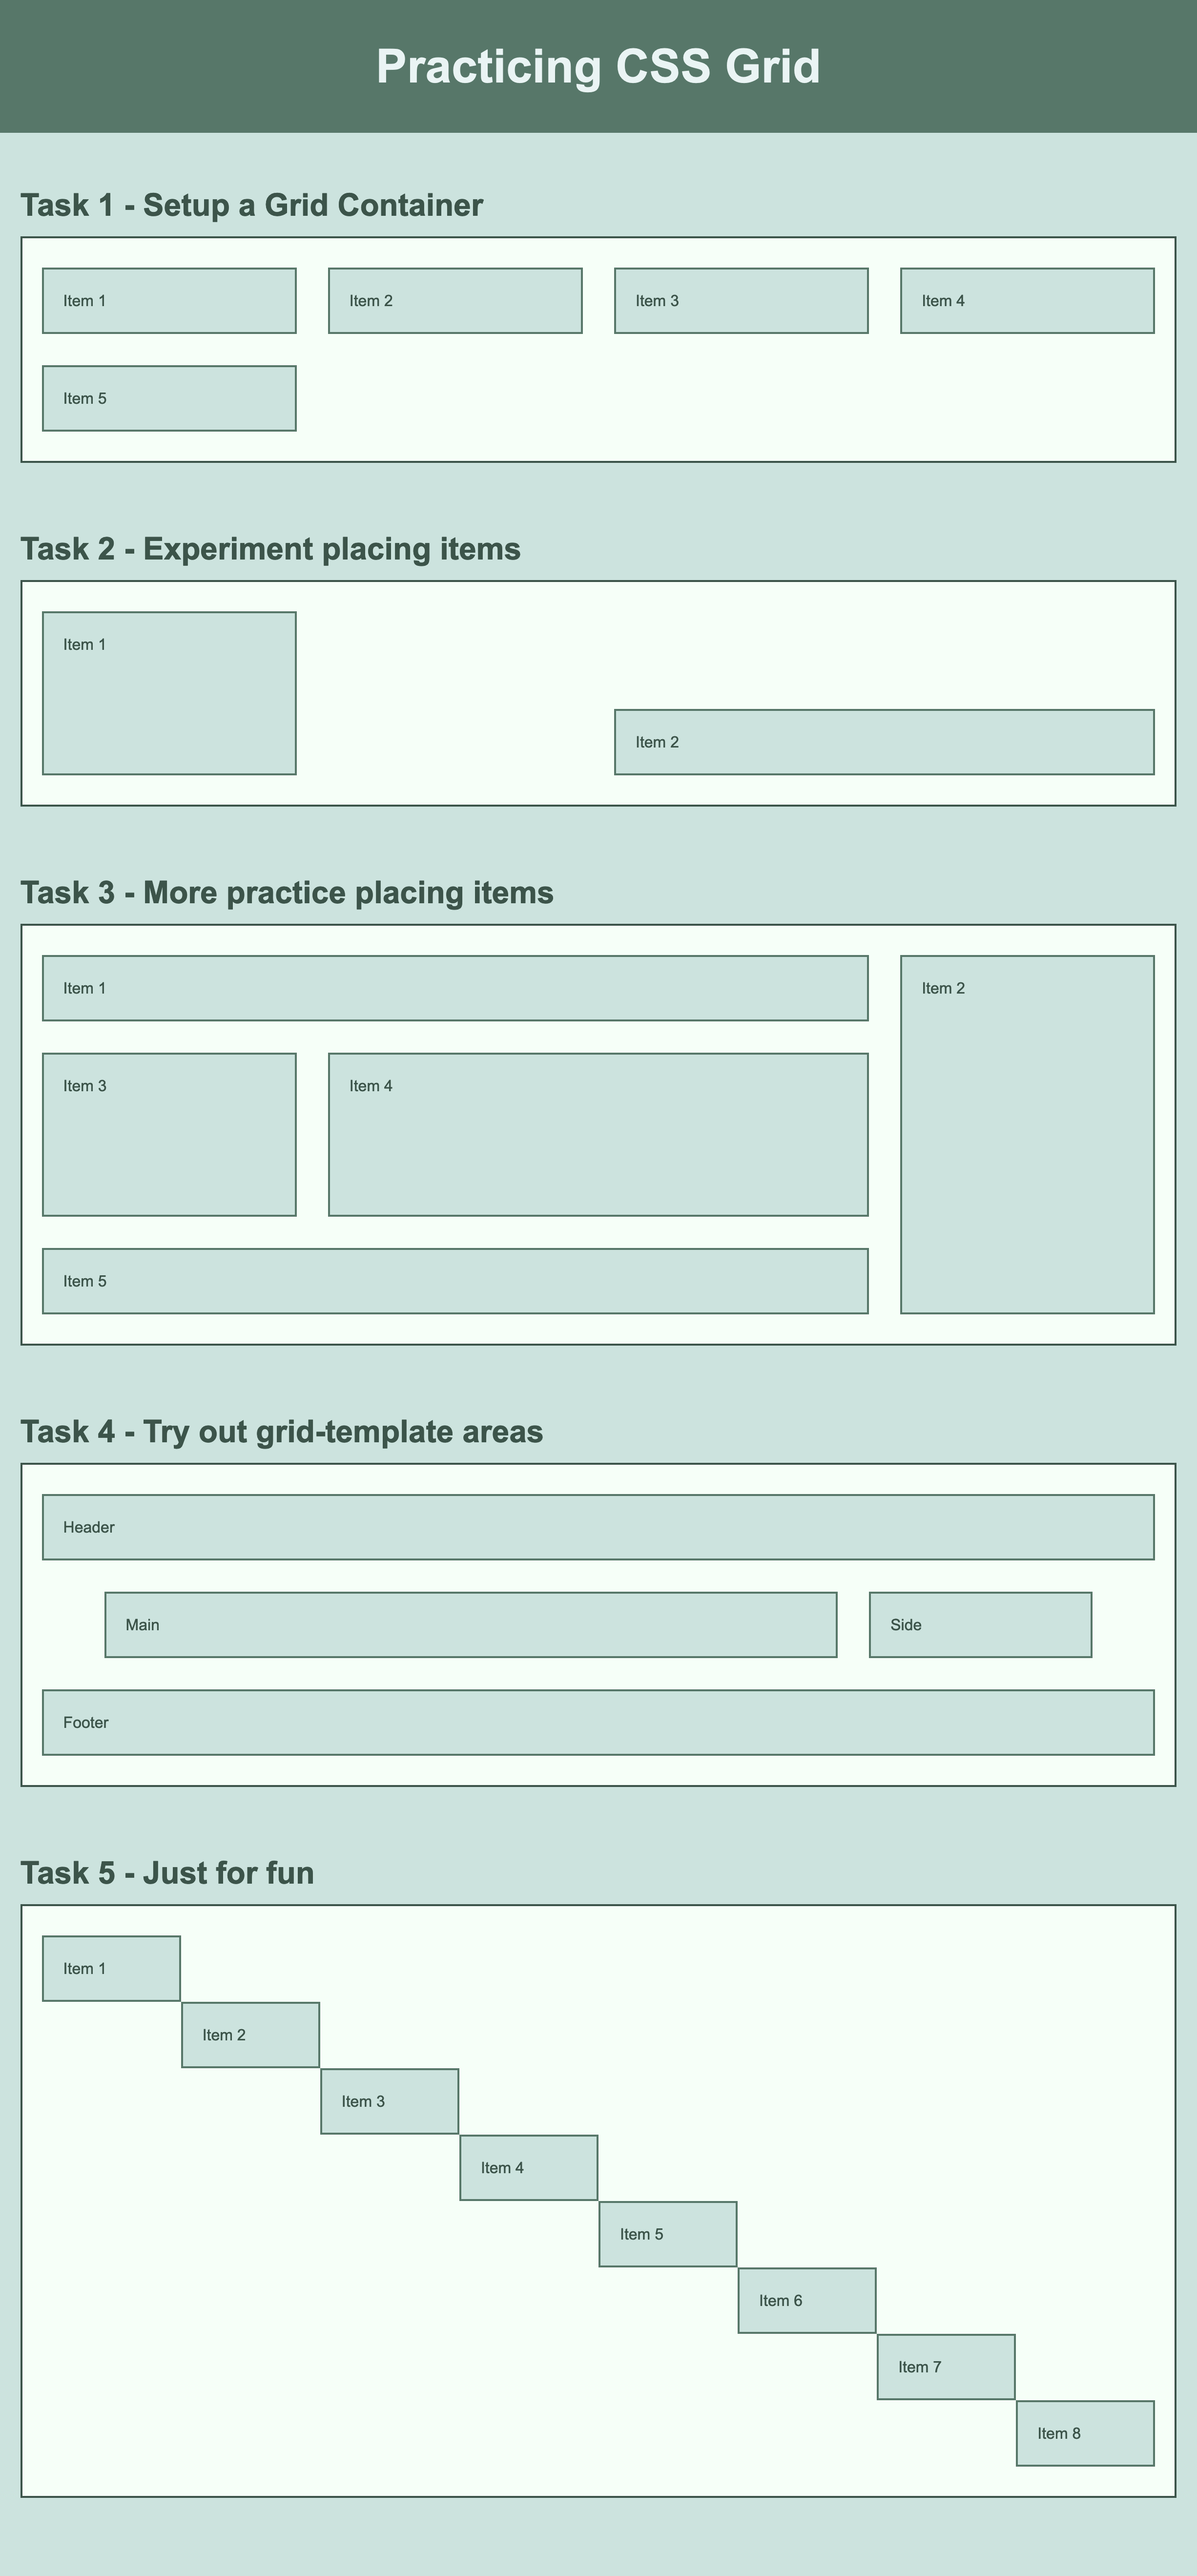 Practicing CSS Grid
Task 1 - Setup a Grid Container
Item 1
Item 2
Item 3
Item 4
Item 5
Task 2 - Experiment placing items
Item 1
Item 2
Task 3 - More practice placing items
Item 1
Item 2
Item 3
Item 4
Item 5
Task 4 - Try out grid-template areas
Header
Main
Side
Footer
Task 5 - Just for fun
Item 1
Item 2
Item 3
Item 4
Item 5
Item 6
Item 7
Item 8